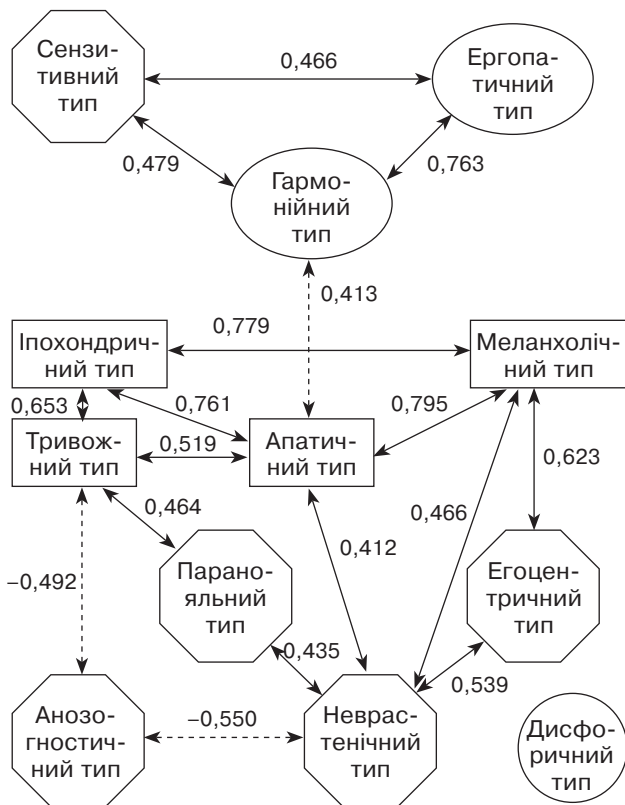 Сензи-
тивний
тип
0,466
Ергопа-
тичний
тип
0,479
0,763
Гармо-
нійний
тип
0,413
Іпохондрич-
ний тип
0,779
Меланхоліч-
ний тип
0,653
0,761
0,795
Тривож-
ний тип
0,519
Апатич-
ний тип
0,623
0,464
0,466
0,412
−0,492
Парано-
яльний
тип
Егоцент-
ричний
тип
0,435
0,539
Анозо-
гностич-
ний тип
−0,550
Неврас-
тенічний
тип
Дисфо-
ричний
тип